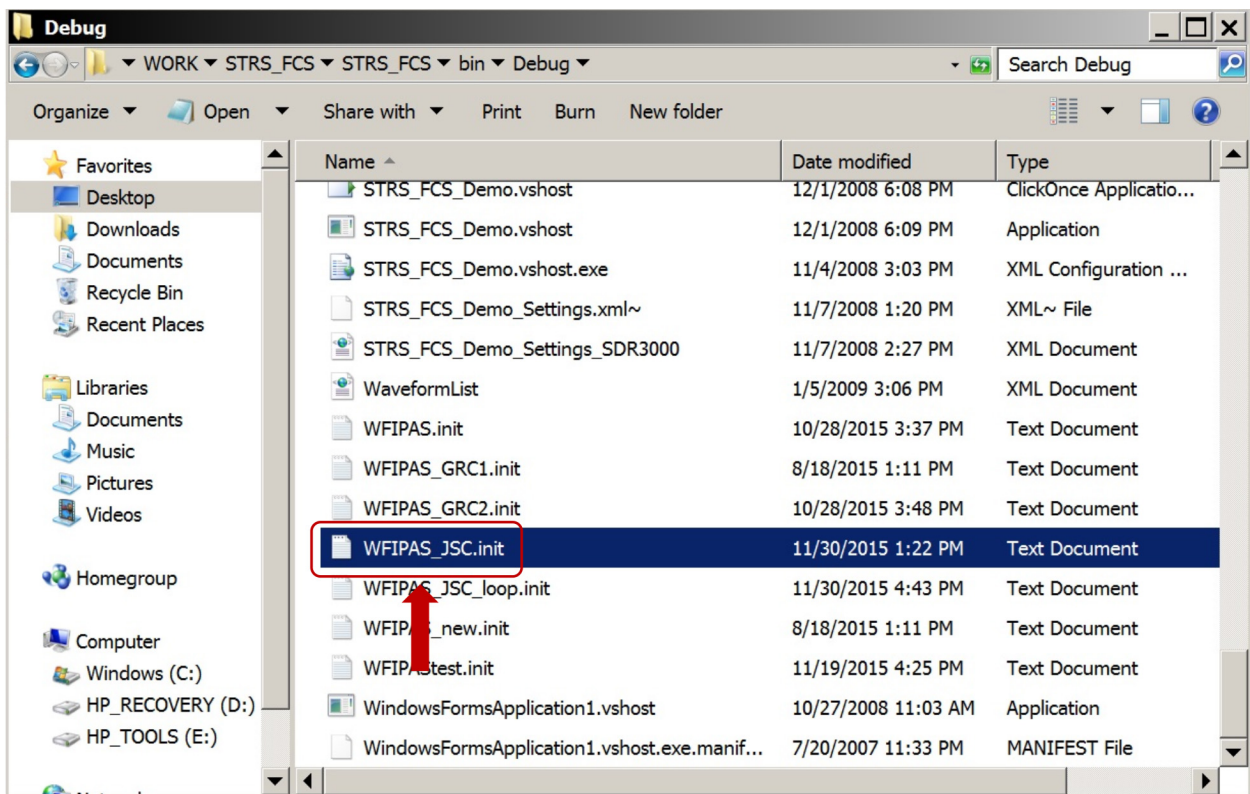 Debug
WORK STRS_FCS STRS_FCS bin Debug
Search Debug
Organize Open Share with Print Burn New folder
Favorites
Desktop
Downloads
Documents
Recycle Bin
Recent Places
Libraries
Documents
Music
Pictures
Videos
Homegroup
Computer
Windows (C:)
HP_RECOVERY (D:)
HP_TOOLS (E:)
Name Date modified Type
STRS_FCS_Demo.vshost 12/1/2008 6:08 PM ClickOnce Applicatio...
STRS_FCS_Demo.vshost 12/1/2008 6:09 PM Application
STRS_FCS_Demo.vshost.exe 11/4/2008 3:03 PM XML Configuration ...
STRS_FCS_Demo_Settings.xml~ 11/7/2008 1:20 PM XML~ File
STRS_FCS_Demo_Settings_SDR3000 11/7/2008 2:27 PM XML Document
WaveformList 1/5/2009 3:06 PM XML Document
WFIPAS.init 10/28/2015 3:37 PM Text Document
WFIPAS_GRC1.init 8/18/2015 1:11 PM Text Document
WFIPAS_GRC2.init 10/28/2015 3:48 PM Text Document
WFIPAS_JSC.init 11/30/2015 1:22 PM Text Document
WFIPAS_JSC_loop.init 11/30/2015 4:43 PM Text Document
WFIPAS_new.init 8/18/2015 1:11 PM Text Document
WFIPAStest.init 11/19/2015 4:25 PM Text Document
WindowsFormsApplication1.vshost 10/27/2008 11:03 AM Application
WindowsFormsApplication1.vshost.exe.manif... 7/20/2007 11:33 PM MANIFEST File